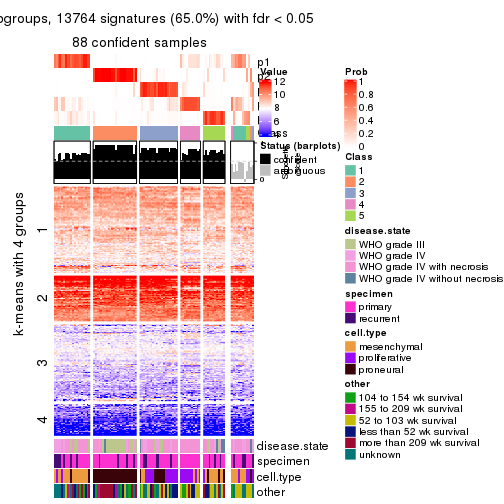 ogroups, 13764 signatures (65.0%) with fdr < 0.05
88 confident samples
p1
Value
12
10
8
6
Prob
1
0.8
0.6
0.4
0.2
0
Status (barplots)
confident
ambiguous
0
Class
1
2
3
4
5
disease.state
WHO grade III
WHO grade IV
WHO grade IV with necrosis
WHO grade IV without necrosis
specimen
primary
recurrent
cell.type
mesenchymal
proliferative
proneural
other
104 to 154 wk survival
155 to 209 wk survival
52 to 103 wk survival
less than 52 wk survival
more than 209 wk survival
unknown
k-means with 4 groups
1
2
3
4
disease.state
specimen
cell.type
other